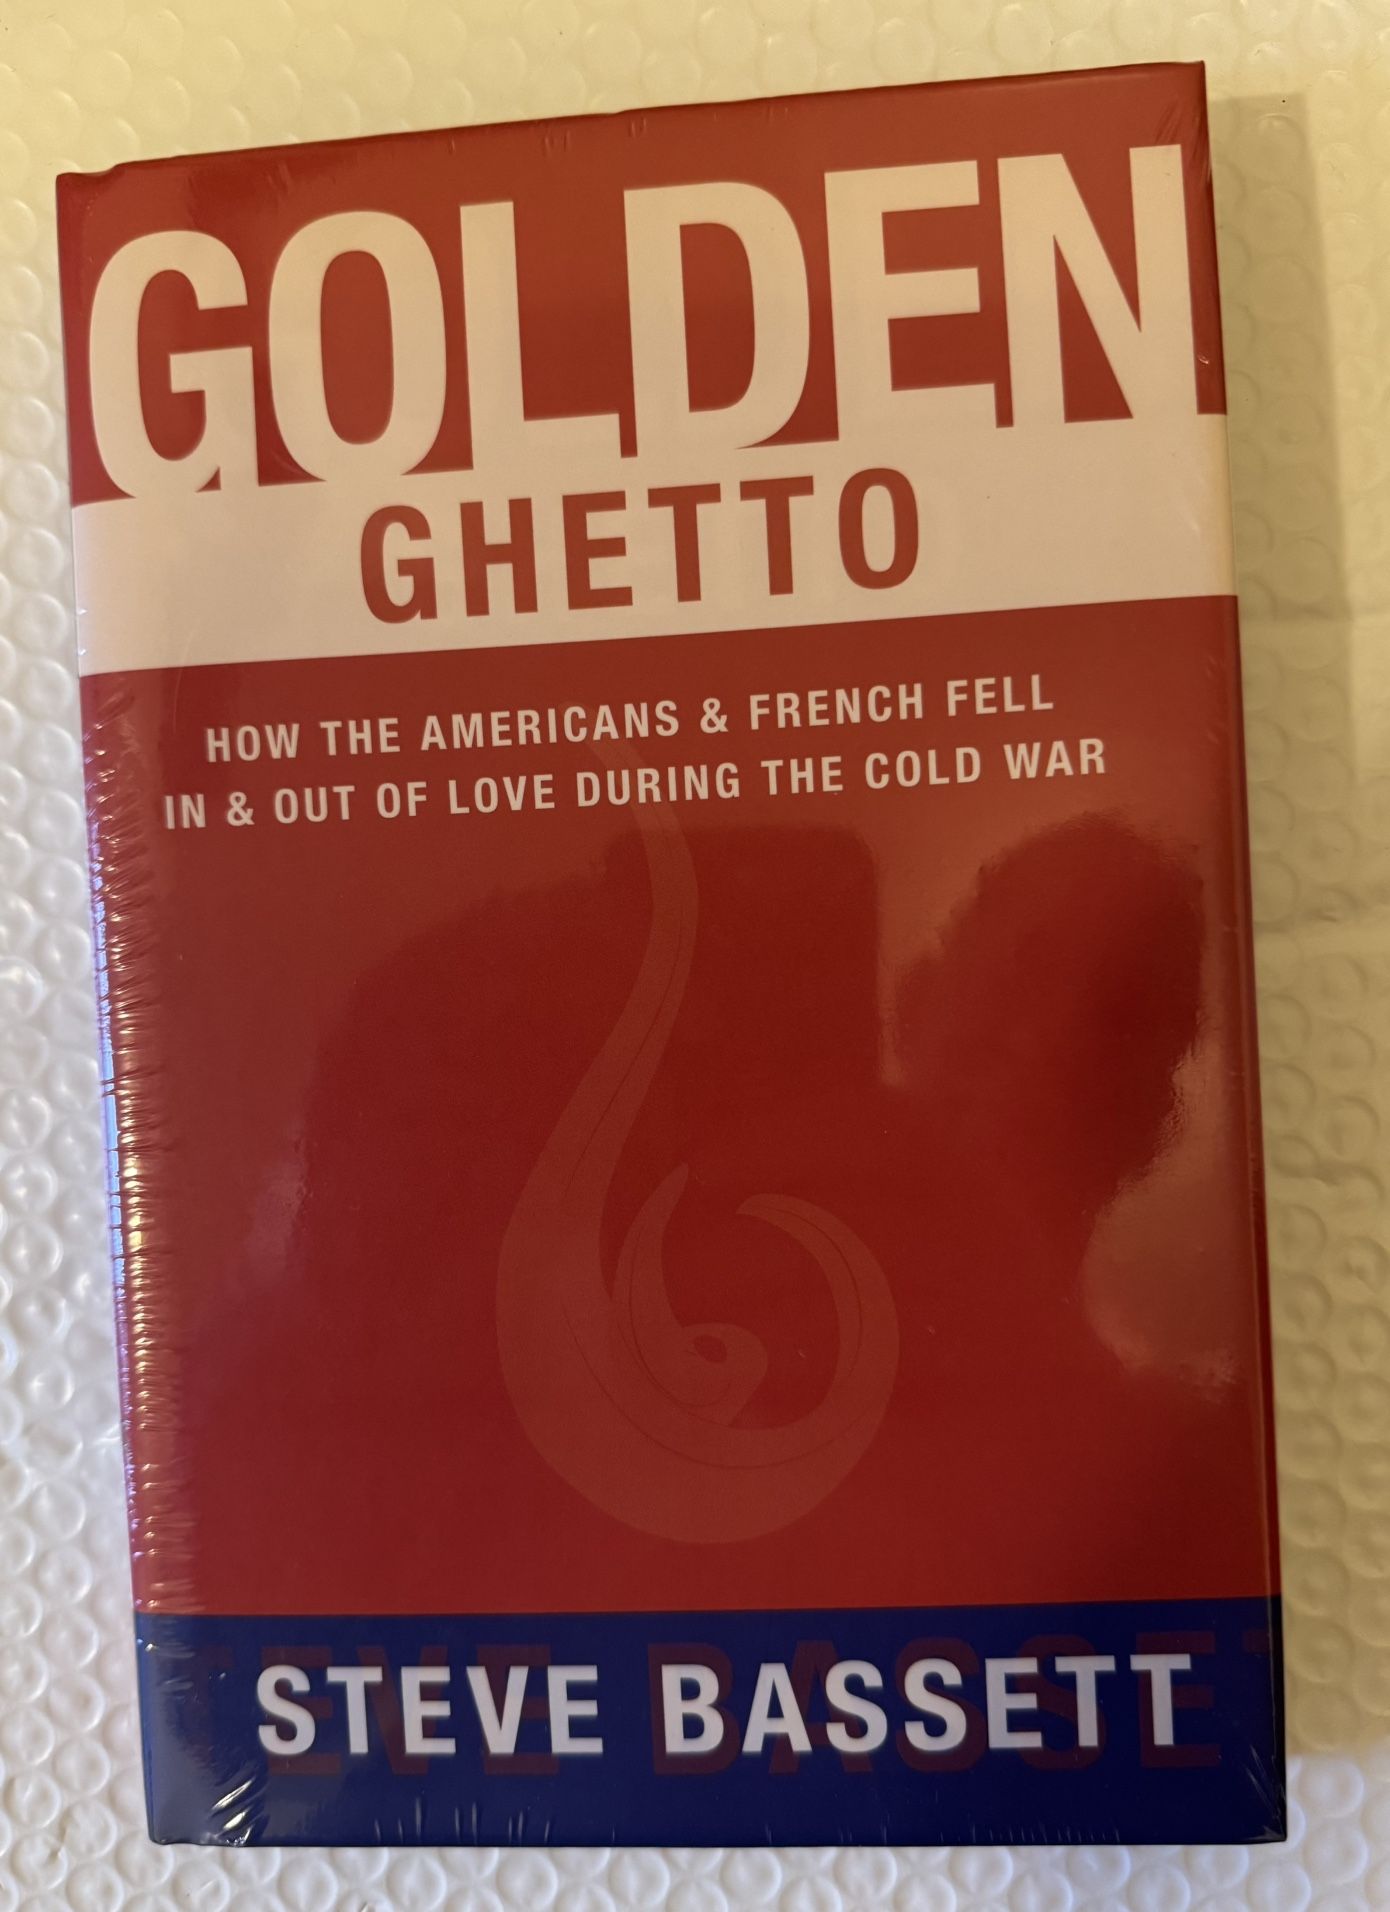 GOLDEN
GHETTO
HOW THE AMERICANS & FRENCH FELL
IN & OUT OF LOVE DURING THE COLD WAR
STEVE BASSETT